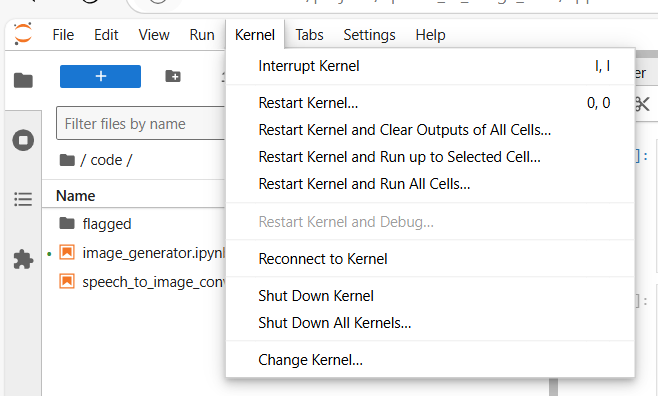 File Edit View Run Kernel Tabs Settings Help
Interrupt Kernel I, I
Restart Kernel... 0, 0
Restart Kernel and Clear Outputs of All Cells...
Restart Kernel and Run up to Selected Cell...
Restart Kernel and Run All Cells...
Restart Kernel and Debug...
Reconnect to Kernel
Shut Down Kernel
Shut Down All Kernels...
Change Kernel...
+
Filter files by name
/ code /
Name
flagged
image_generator.ipynb
speech_to_image_conv
er
]:
]: